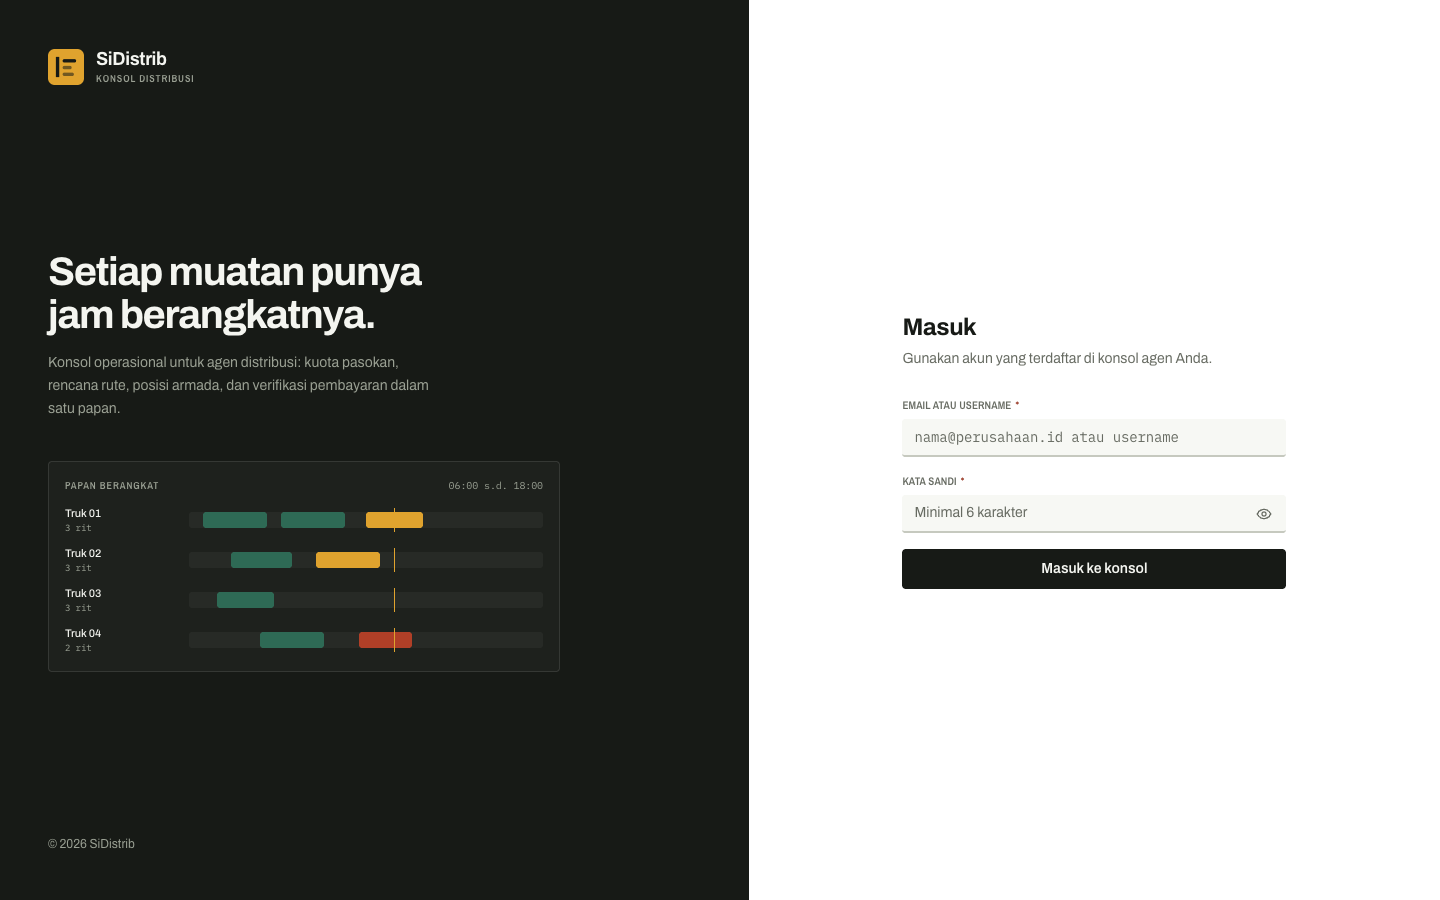 SiDistrib
KONSOL DISTRIBUSI
Setiap muatan punya
jam berangkatnya.
Konsol operasional untuk agen distribusi: kuota pasokan,
rencana rute, posisi armada, dan verifikasi pembayaran dalam
satu papan.
PAPAN BERANGKAT
06:00 s.d. 18:00
Truk 01
3 rit
Truk 02
3 rit
Truk 03
3 rit
Truk 04
2 rit
© 2026 SiDistrib
Masuk
Gunakan akun yang terdaftar di konsol agen Anda.
EMAIL ATAU USERNAME *
nama@perusahaan.id atau username
KATA SANDI *
Minimal 6 karakter
Masuk ke konsol